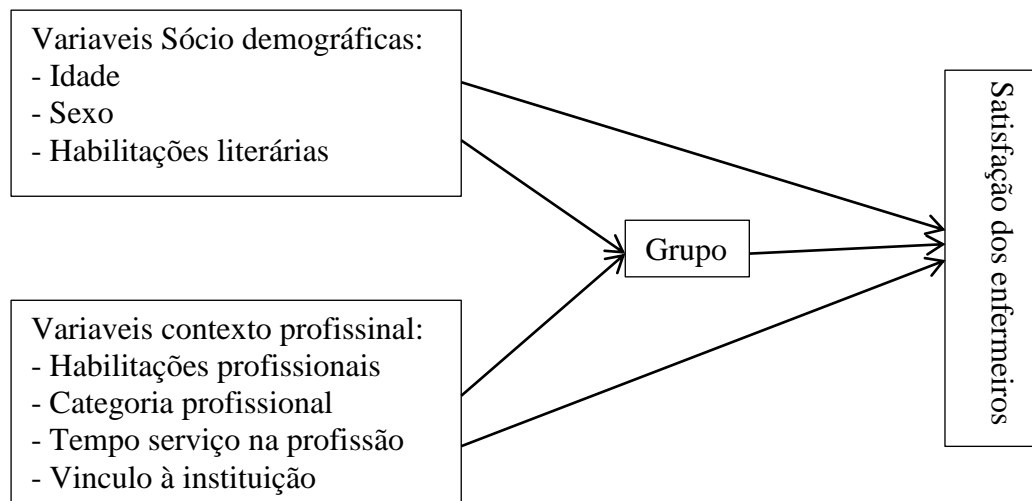 Variaveis Sócio demográficas:
- Idade
- Sexo
- Habilitações literárias
Grupo
Satisfação dos enfermeiros
Variaveis contexto profissinal:
- Habilitações profissionais
- Categoria profissional
- Tempo serviço na profissão
- Vinculo à instituição